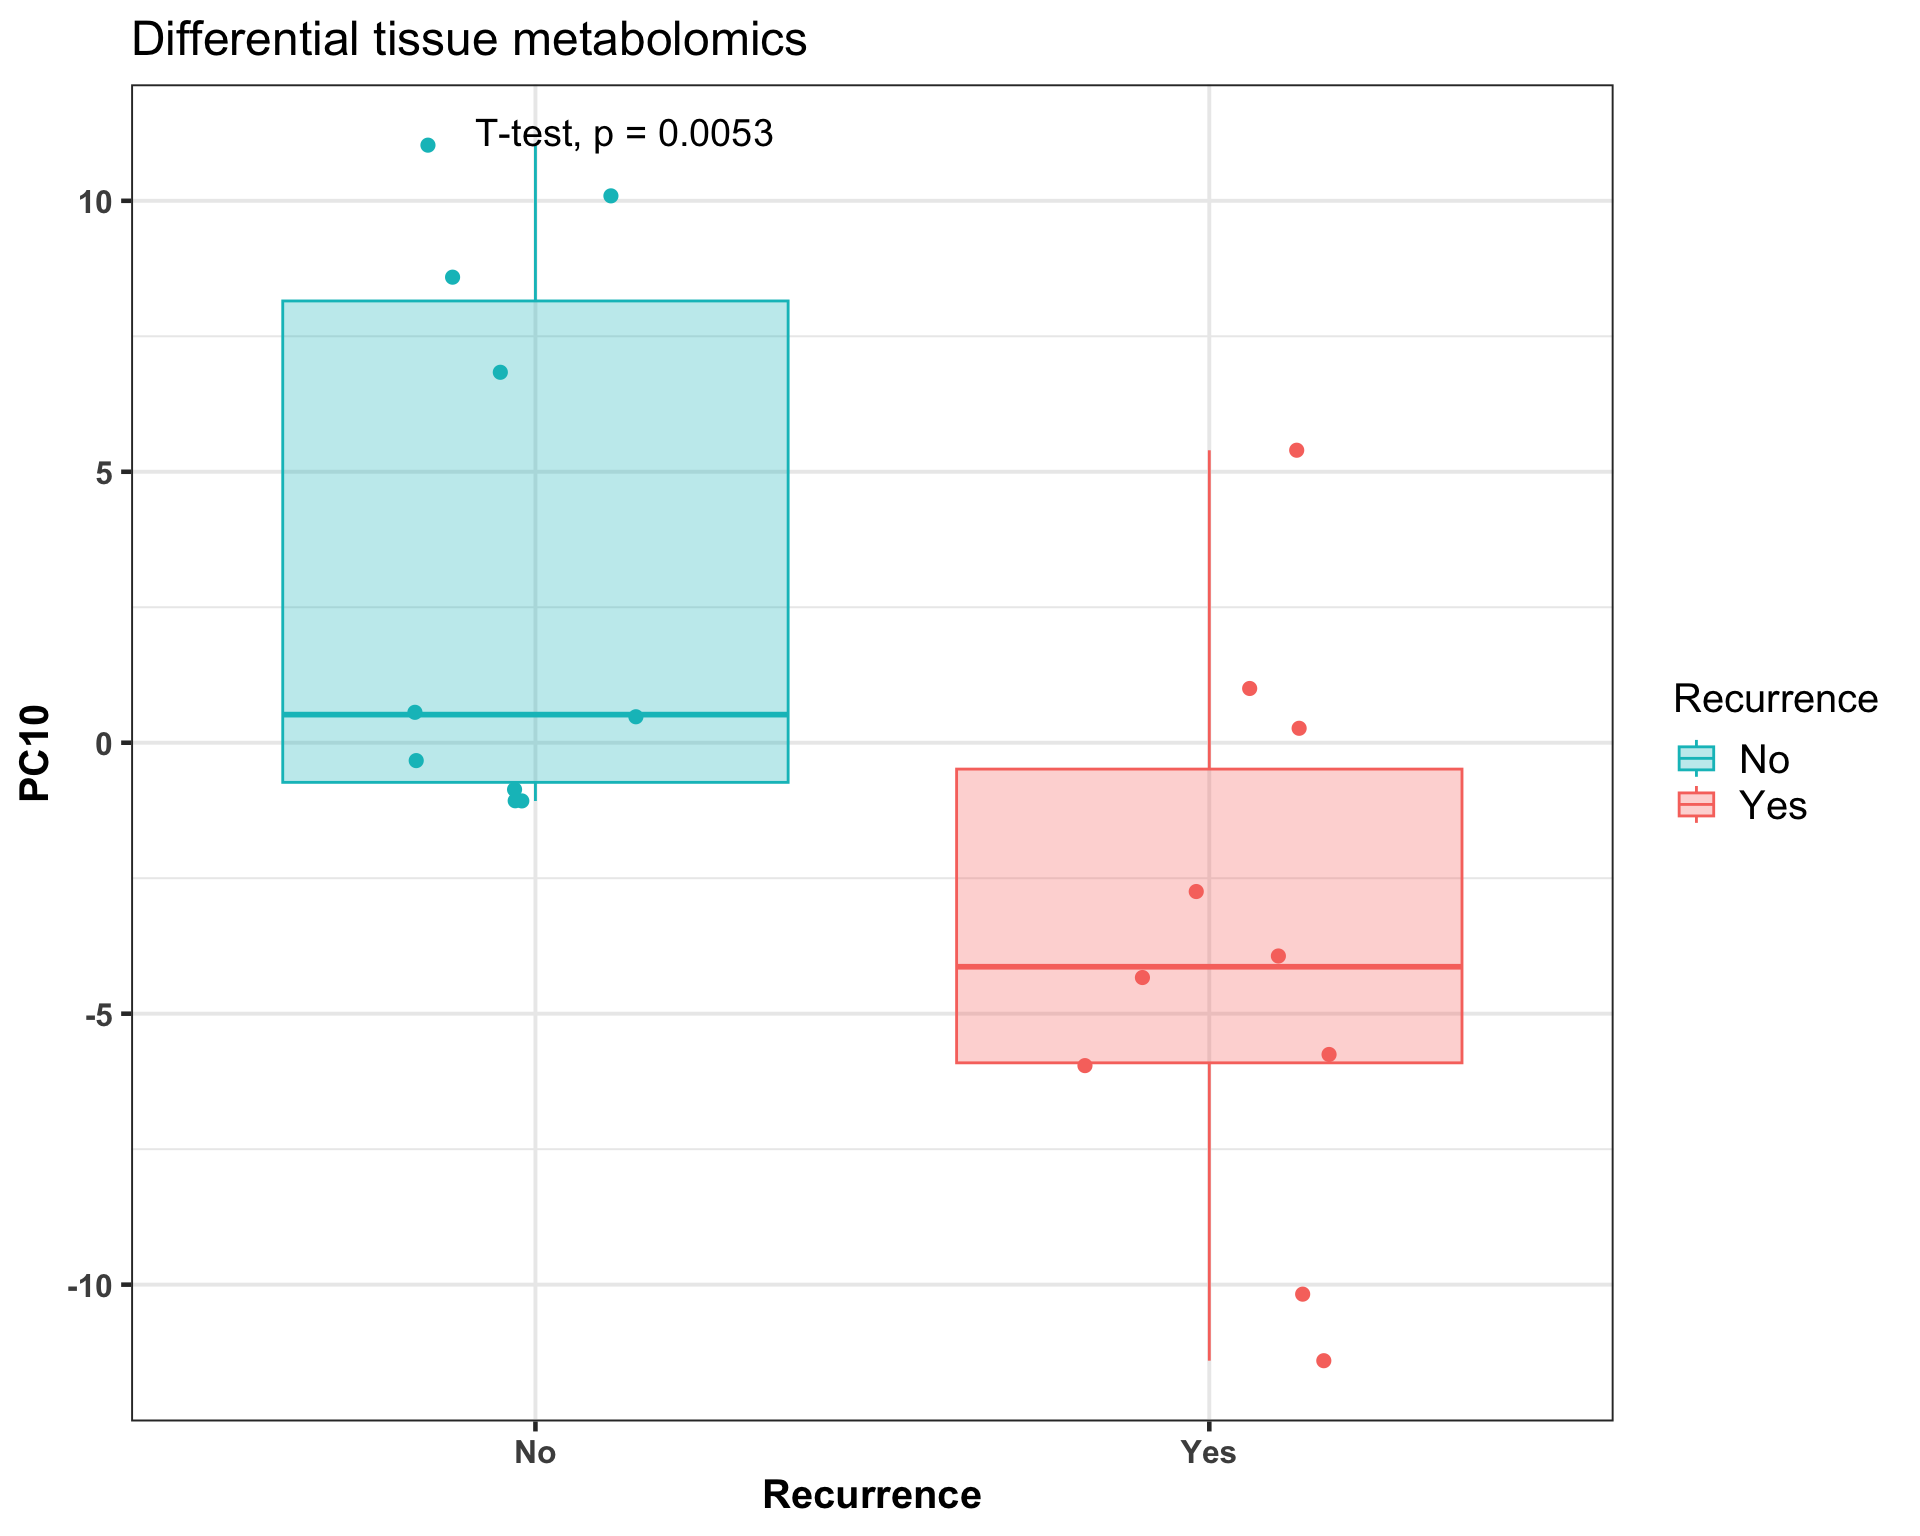 Differential tissue metabolomics
T-test, p = 0.0053
10
5
0
-5
-10
PC10
No
Yes
Recurrence
Recurrence
No
Yes